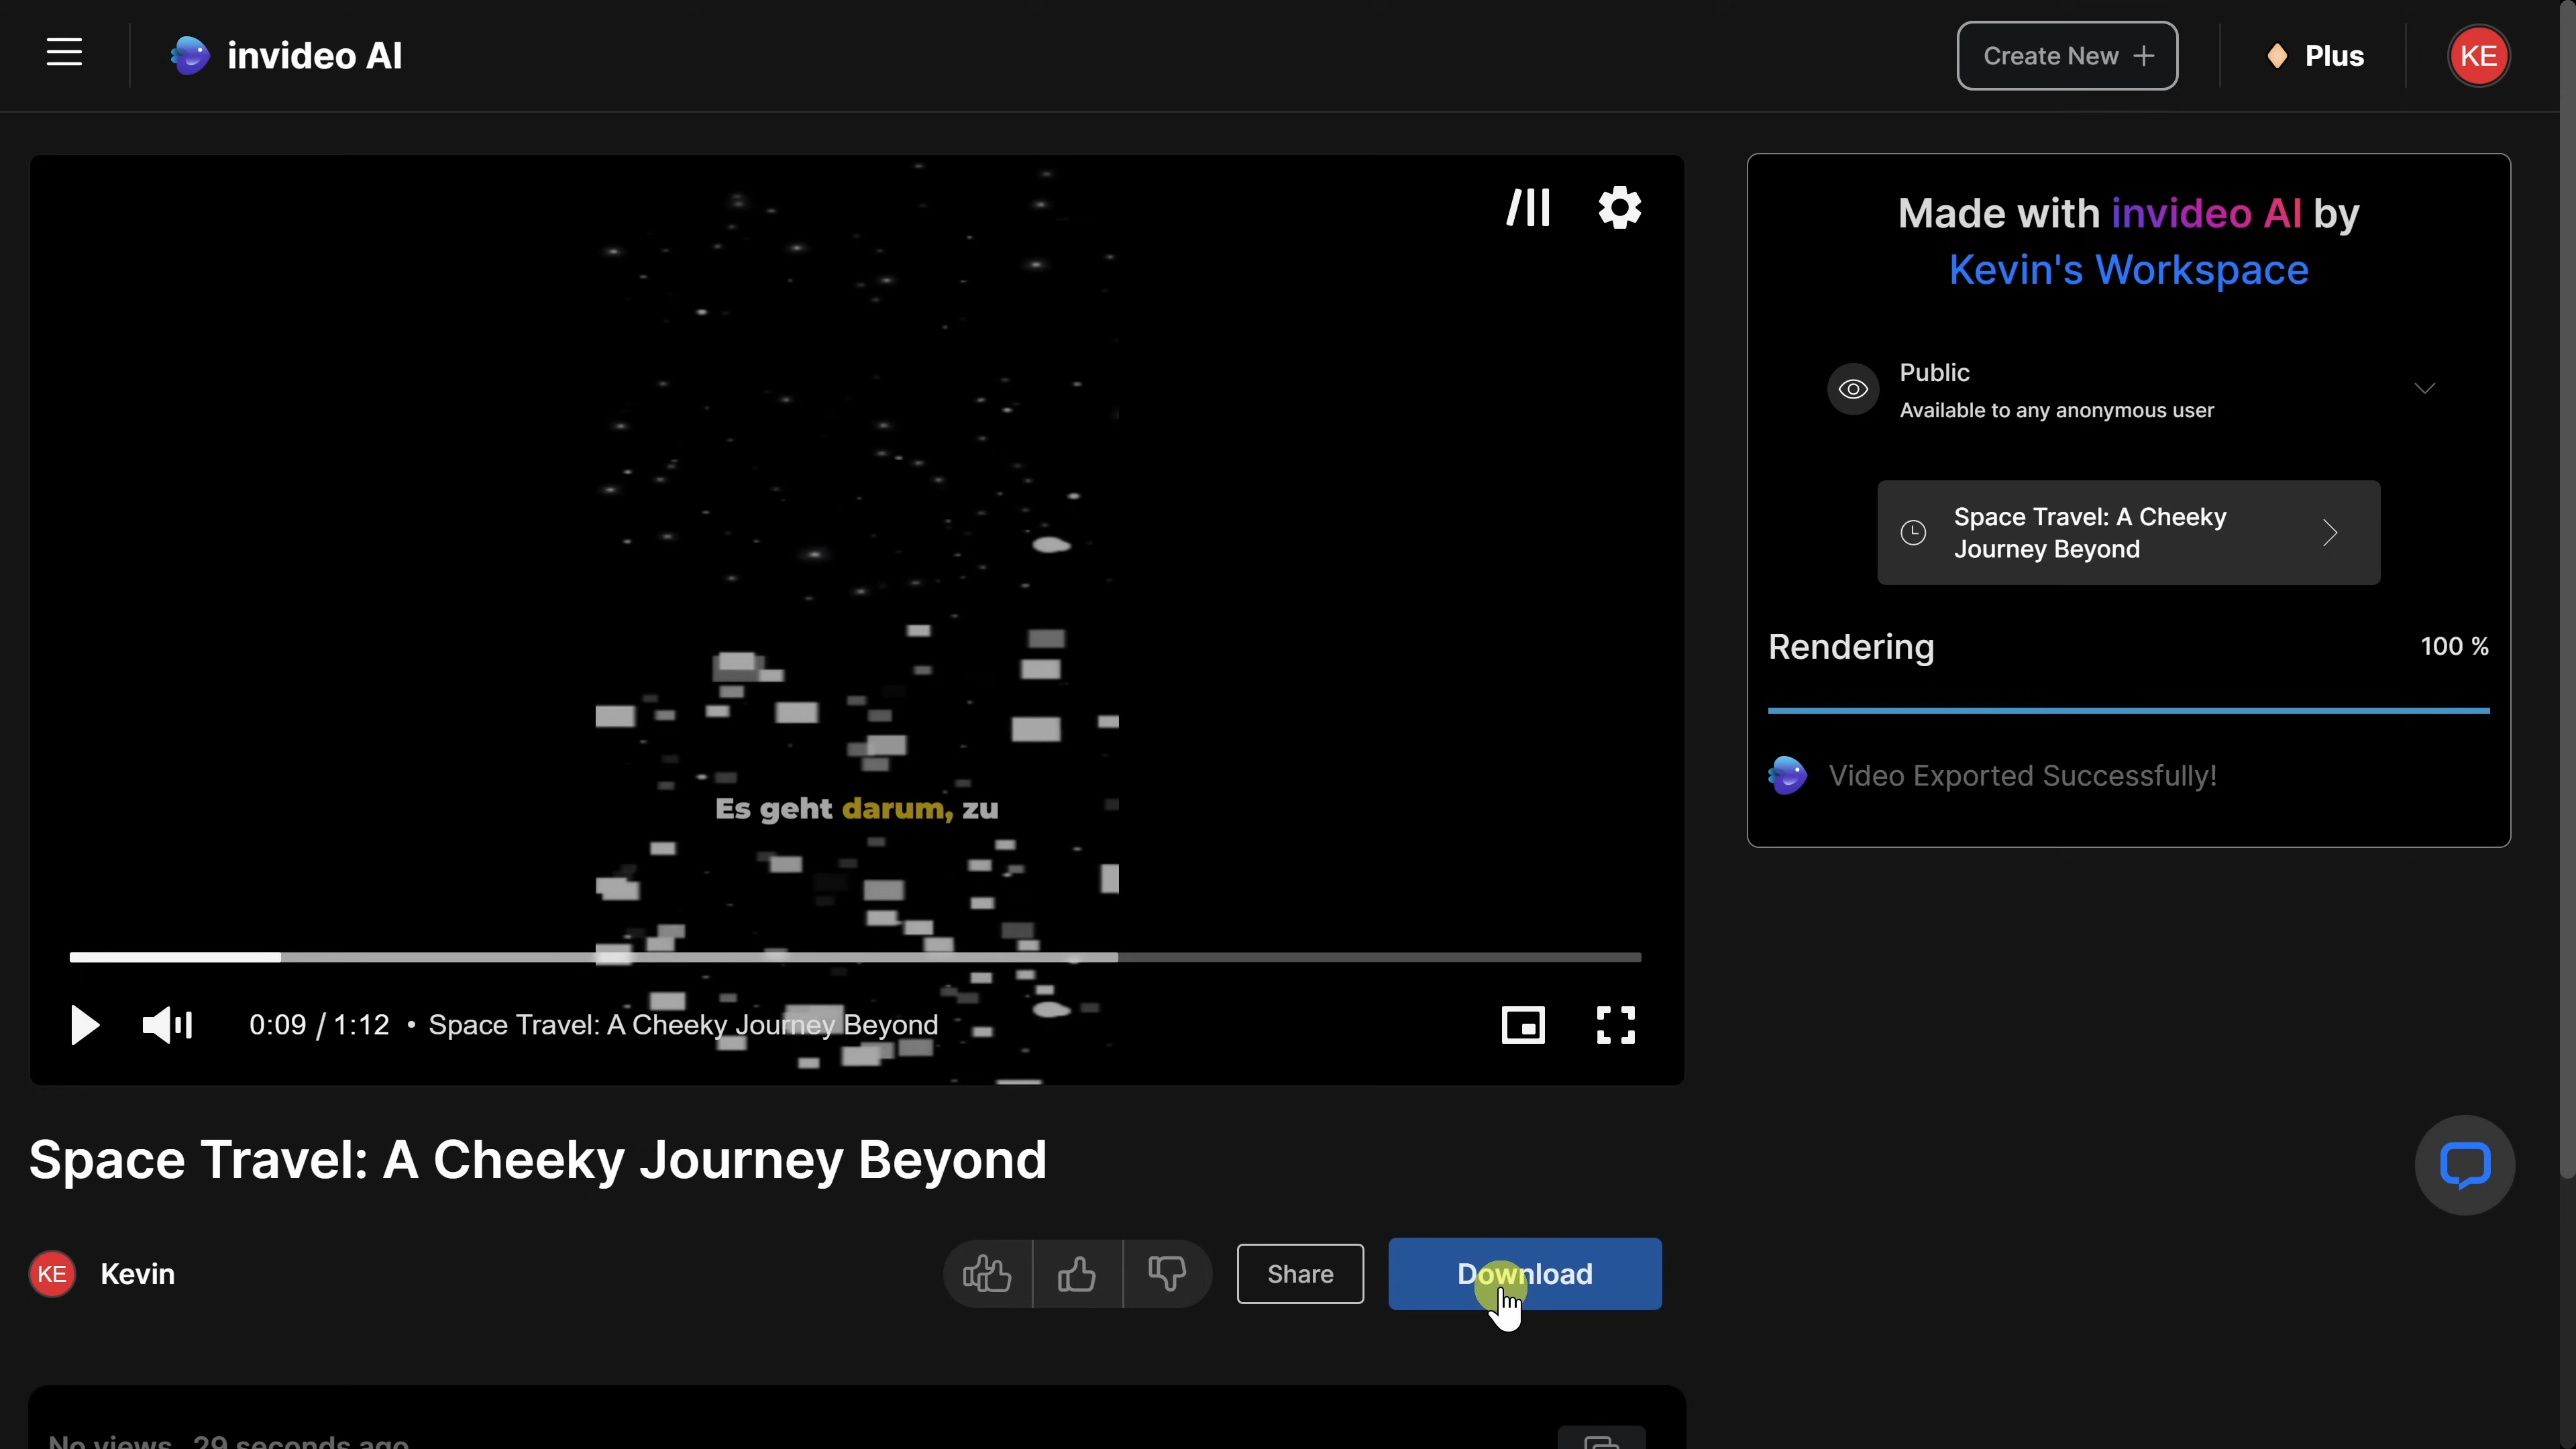 invideo AI
Create New
Plus
KE
Made with invideo AI by
Kevin's Workspace
Public
Available to any anonymous user
Space Travel: A Cheeky
Journey Beyond
Rendering
100 %
Video Exported Successfully!
Es geht darum, zu
0:09 / 1:12 • Space Travel: A Cheeky Journey Beyond
Space Travel: A Cheeky Journey Beyond
KE
Kevin
Share
Download
No views 29 seconds ago